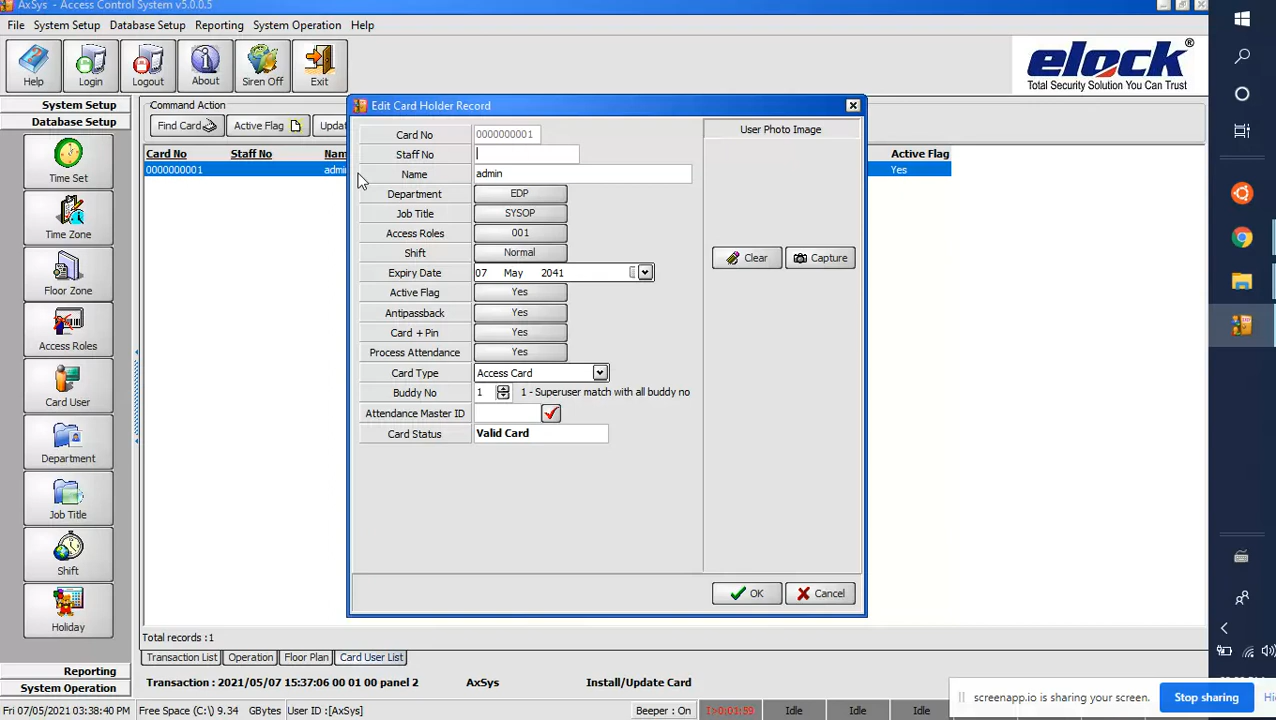 AxSys - Access Control System v5.0.0.5
File System Setup Database Setup Reporting System Operation Help
Help Login Logout About Siren Off Exit
elock®
Total Security Solution You Can Trust
System Setup
Database Setup
Time Set
Time Zone
Floor Zone
Access Roles
Card User
Department
Job Title
Shift
Holiday
Reporting
System Operation
Command Action
Find Card Active Flag Updat
Card No Staff No Name Active Flag
0000000001 admin Yes
Edit Card Holder Record
Card No 0000000001
Staff No
Name admin
Department EDP
Job Title SYSOP
Access Roles 001
Shift Normal
Expiry Date 07 May 2041
Active Flag Yes
Antipassback Yes
Card + Pin Yes
Process Attendance Yes
Card Type Access Card
Buddy No 1 1 - Superuser match with all buddy no
Attendance Master ID
Card Status Valid Card
User Photo Image
Clear Capture
OK Cancel
Total records :1
Transaction List Operation Floor Plan Card User List
Transaction : 2021/05/07 15:37:06 00 01 00 panel 2 AxSys Install/Update Card
Fri 07/05/2021 03:38:40 PM Free Space (C:\) 9.34 GBytes User ID :[AxSys] Beeper : On I>0:01:59 Idle Idle Idle Idle
screenapp.io is sharing your screen. Stop sharing Hi